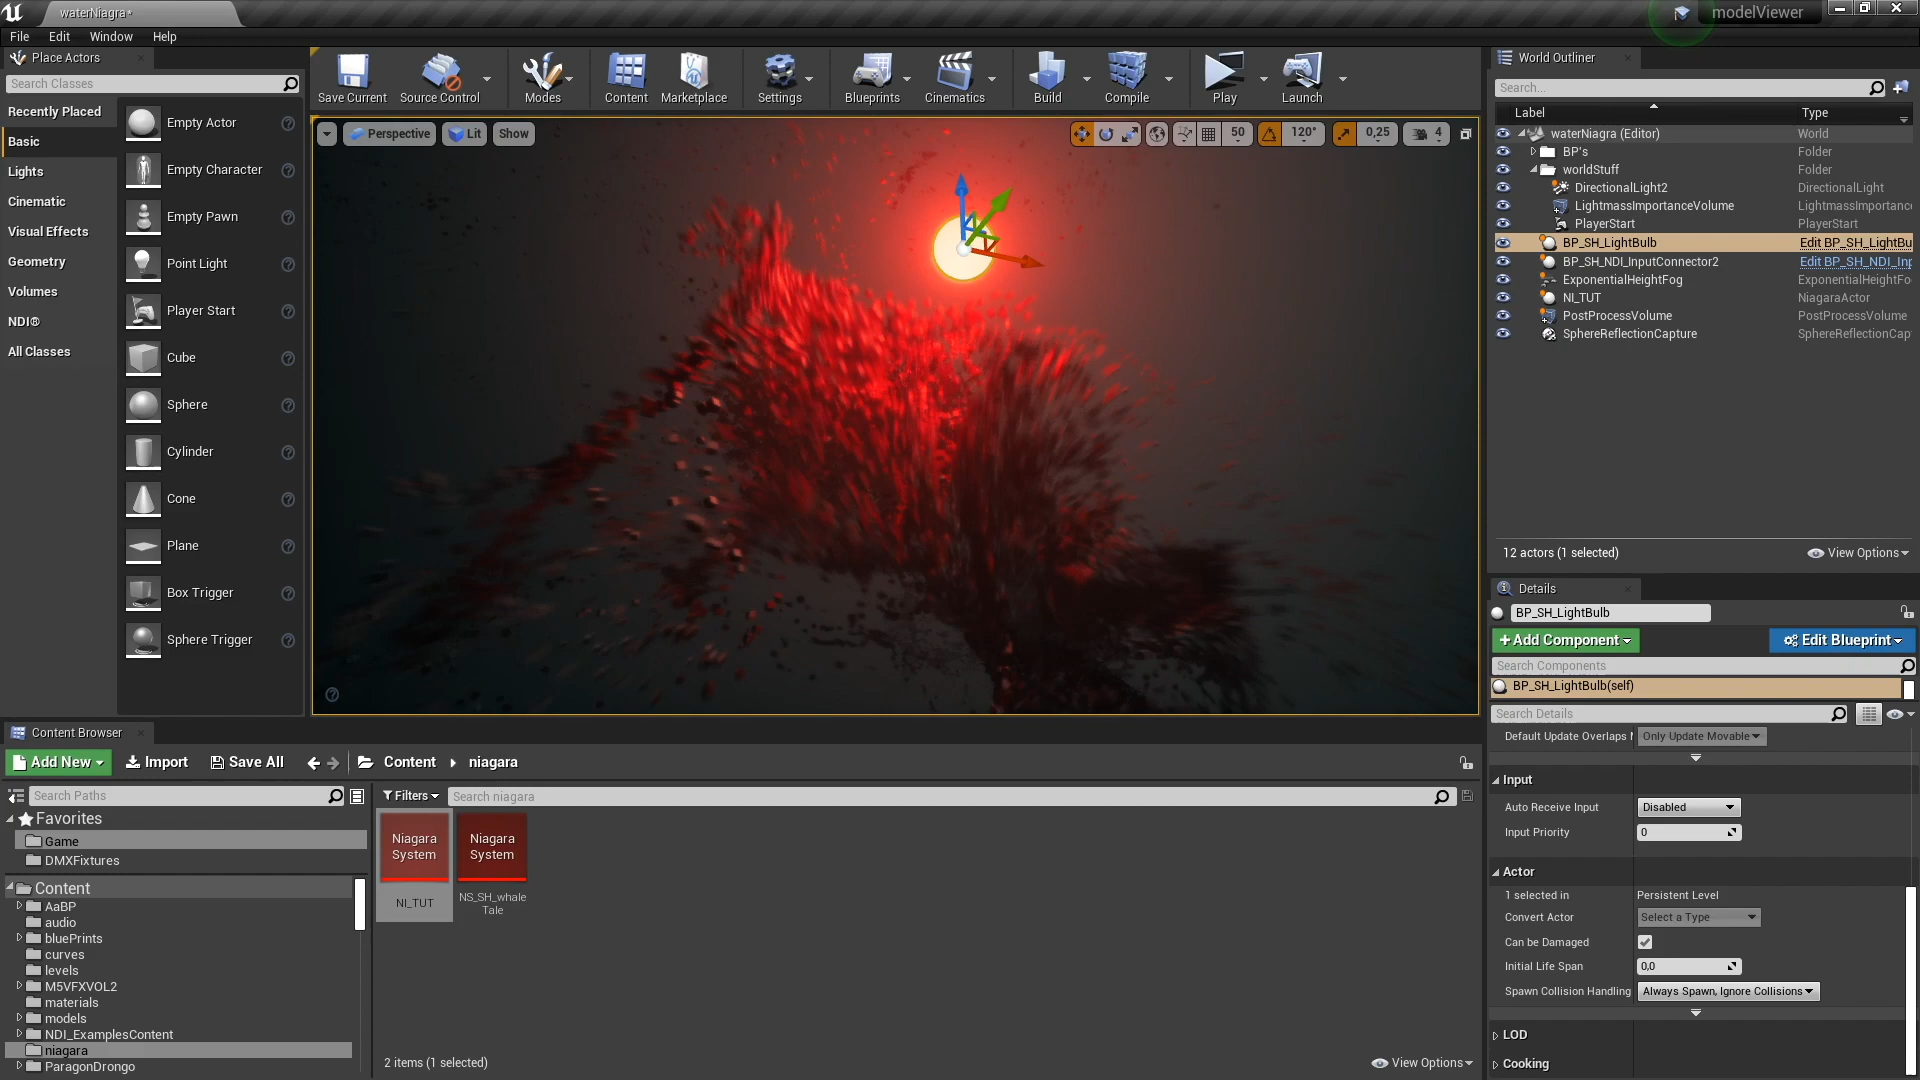 waterNiagra*
modelViewer
File Edit Window Help
Place Actors
Search Classes
Recently Placed
Basic
Lights
Cinematic
Visual Effects
Geometry
Volumes
NDI®
All Classes
Empty Actor
Empty Character
Empty Pawn
Point Light
Player Start
Cube
Sphere
Cylinder
Cone
Plane
Box Trigger
Sphere Trigger
Save Current
Source Control
Modes
Content
Marketplace
Settings
Blueprints
Cinematics
Build
Compile
Play
Launch
Perspective Lit Show
50 120° 0,25 4
World Outliner
Search...
Label Type
waterNiagra (Editor) World
BP's Folder
worldStuff Folder
DirectionalLight2 DirectionalLight
LightmassImportanceVolume LightmassImportance
PlayerStart PlayerStart
BP_SH_LightBulb Edit BP_SH_LightBu
BP_SH_NDI_InputConnector2 Edit BP_SH_NDI_Inp
ExponentialHeightFog ExponentialHeightFo
NI_TUT NiagaraActor
PostProcessVolume PostProcessVolume
SphereReflectionCapture SphereReflectionCap
12 actors (1 selected) View Options
Details
BP_SH_LightBulb
+Add Component Edit Blueprint
Search Components
BP_SH_LightBulb(self)
Search Details
Default Update Overlaps M Only Update Movable
Input
Auto Receive Input Disabled
Input Priority 0
Actor
1 selected in Persistent Level
Convert Actor Select a Type
Can be Damaged
Initial Life Span 0,0
Spawn Collision Handling Always Spawn, Ignore Collisions
LOD
Cooking
Content Browser
Add New Import Save All Content niagara
Search Paths
Favorites
Game
DMXFixtures
Content
AaBP
audio
bluePrints
curves
levels
M5VFXVOL2
materials
models
NDI_ExamplesContent
niagara
ParagonDrongo
Filters Search niagara
Niagara System
NI_TUT
Niagara System
NS_SH_whale
Tale
2 items (1 selected) View Options